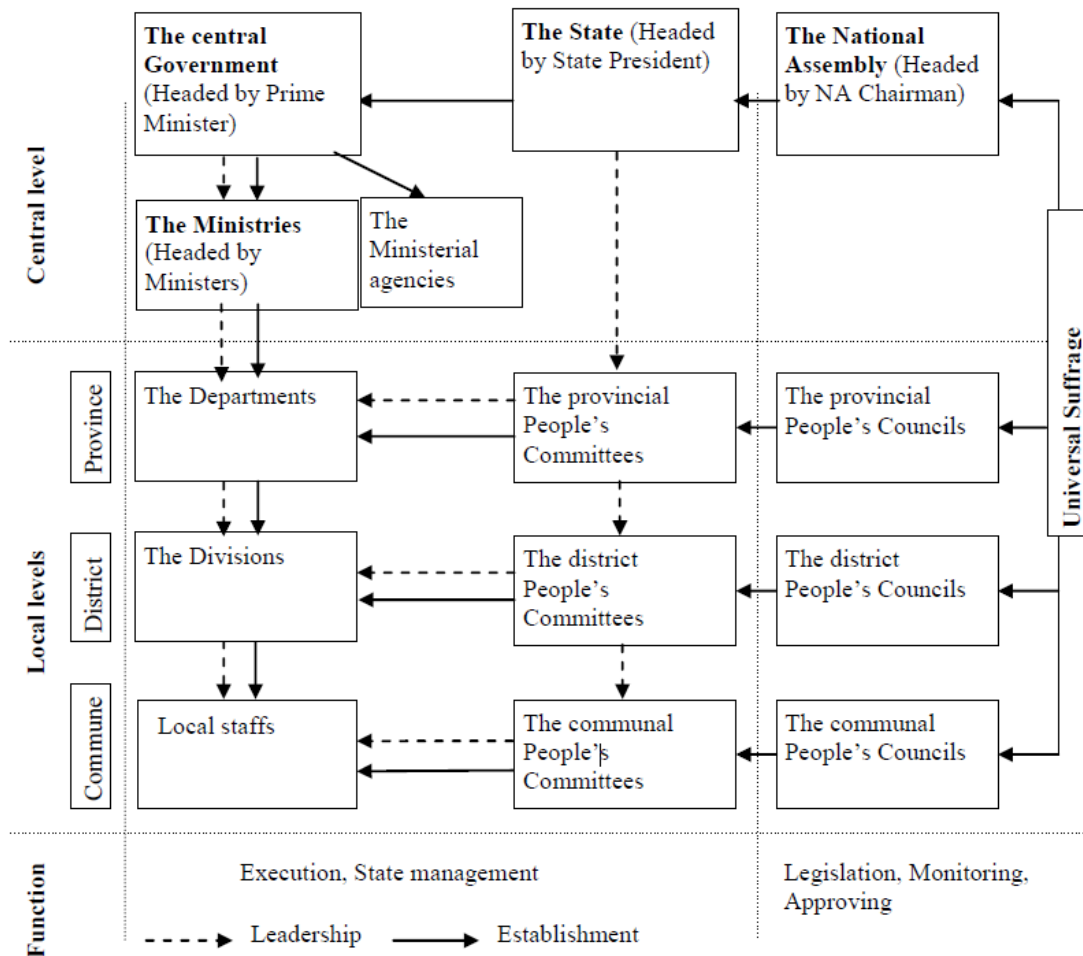 The central
Government
(Headed by Prime
Minister)
The State (Headed
by State President)
The National
Assembly (Headed
by NA Chairman)
Central level
The Ministries
(Headed by
Ministers)
The
Ministerial
agencies
Universal Suffrage
Local levels
Province
The Departments
The provincial
People’s
Committees
The provincial
People’s Councils
District
The Divisions
The district
People’s
Committees
The district
People’s Councils
Commune
Local staffs
The communal
People’s
Committees
The communal
People’s Councils
Function
Execution, State management
Legislation, Monitoring,
Approving
Leadership
Establishment